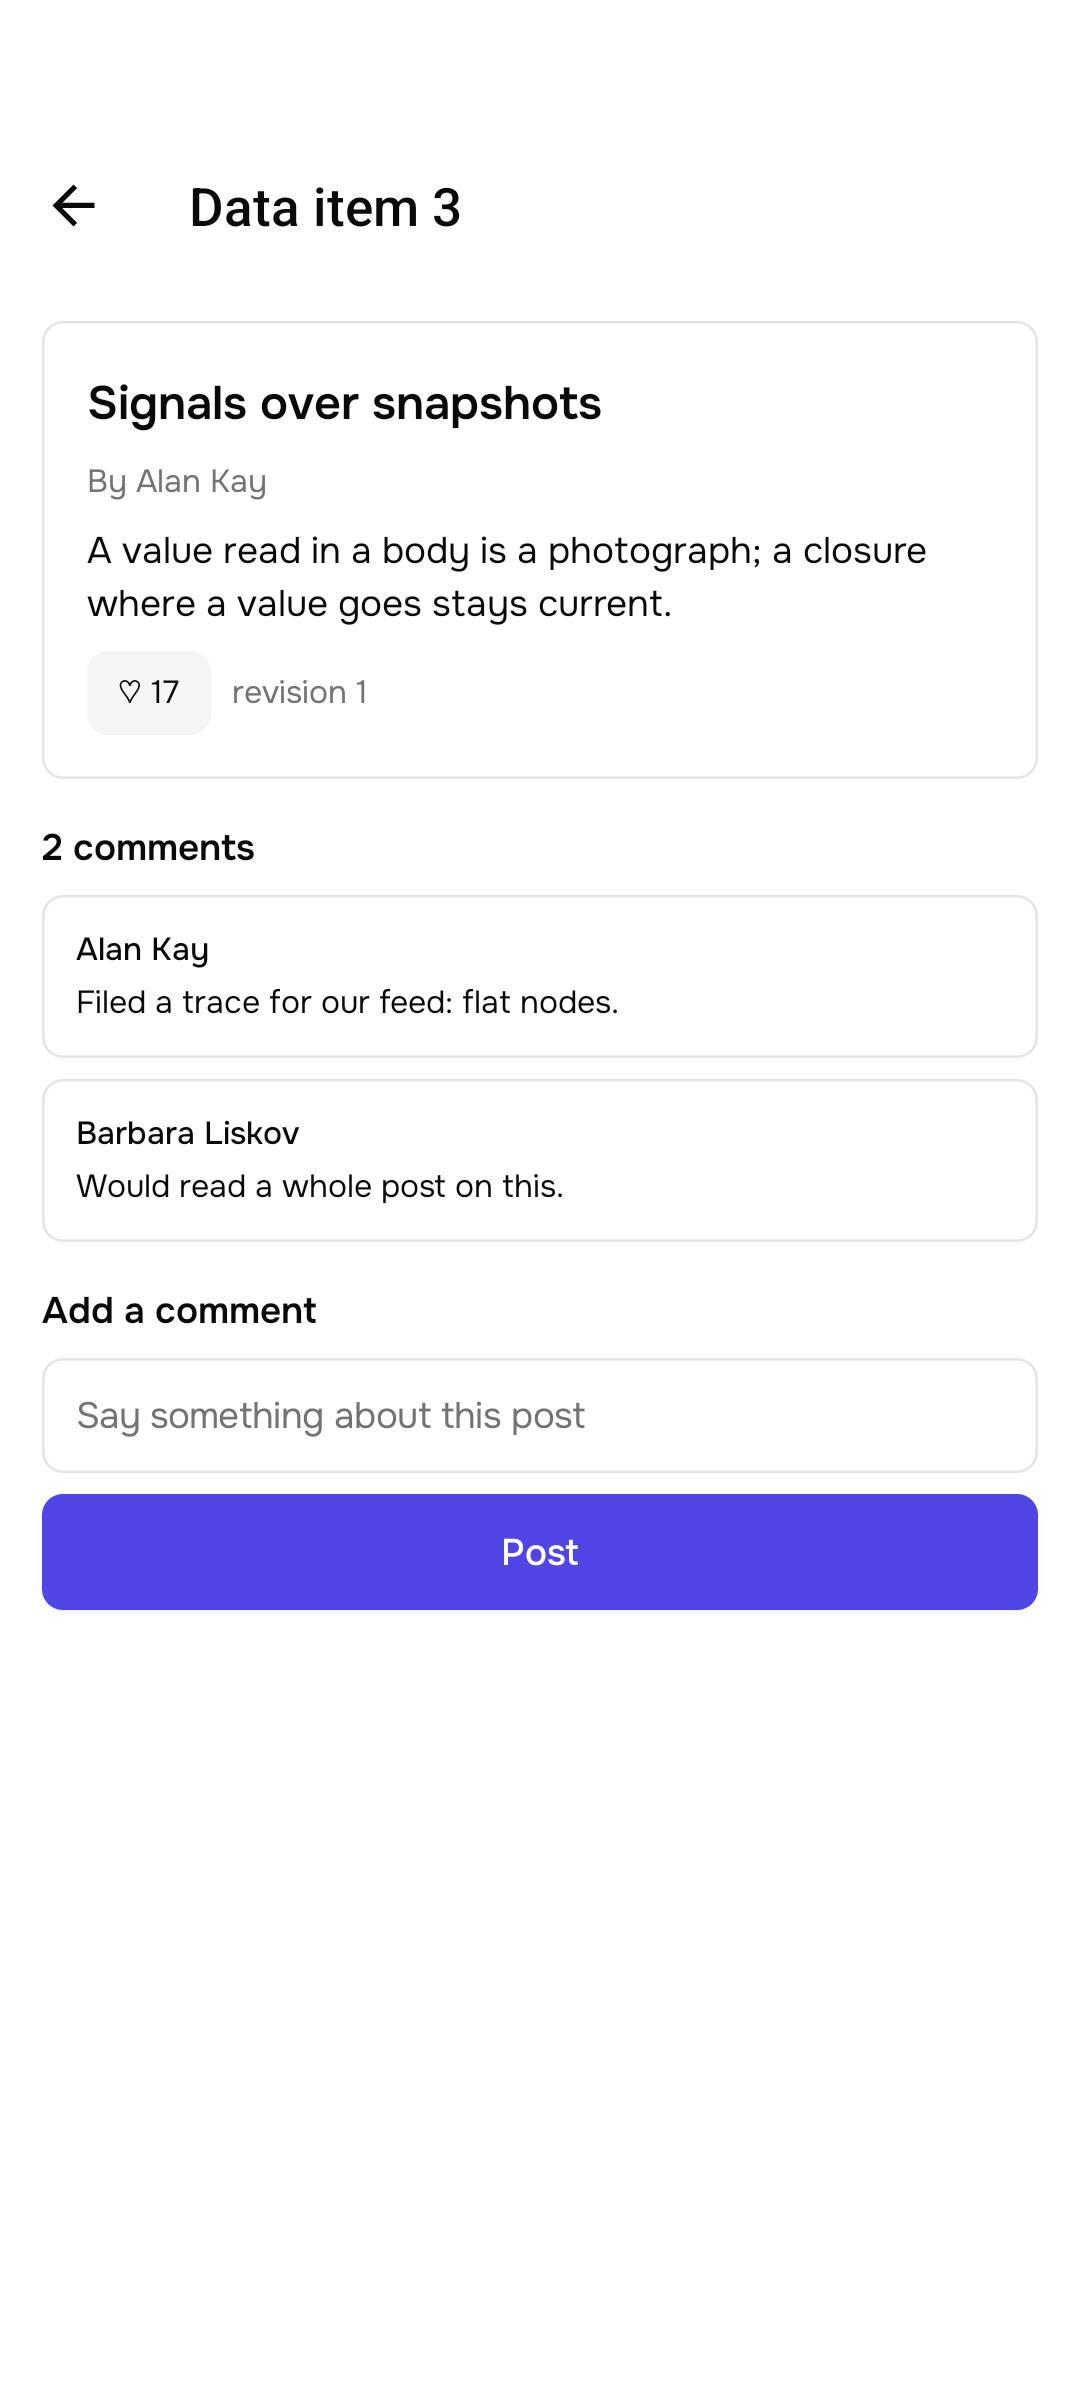 Data item 3
Signals over snapshots
By Alan Kay
A value read in a body is a photograph; a closure
where a value goes stays current.
♡ 17 revision 1
2 comments
Alan Kay
Filed a trace for our feed: flat nodes.
Barbara Liskov
Would read a whole post on this.
Add a comment
Say something about this post
Post